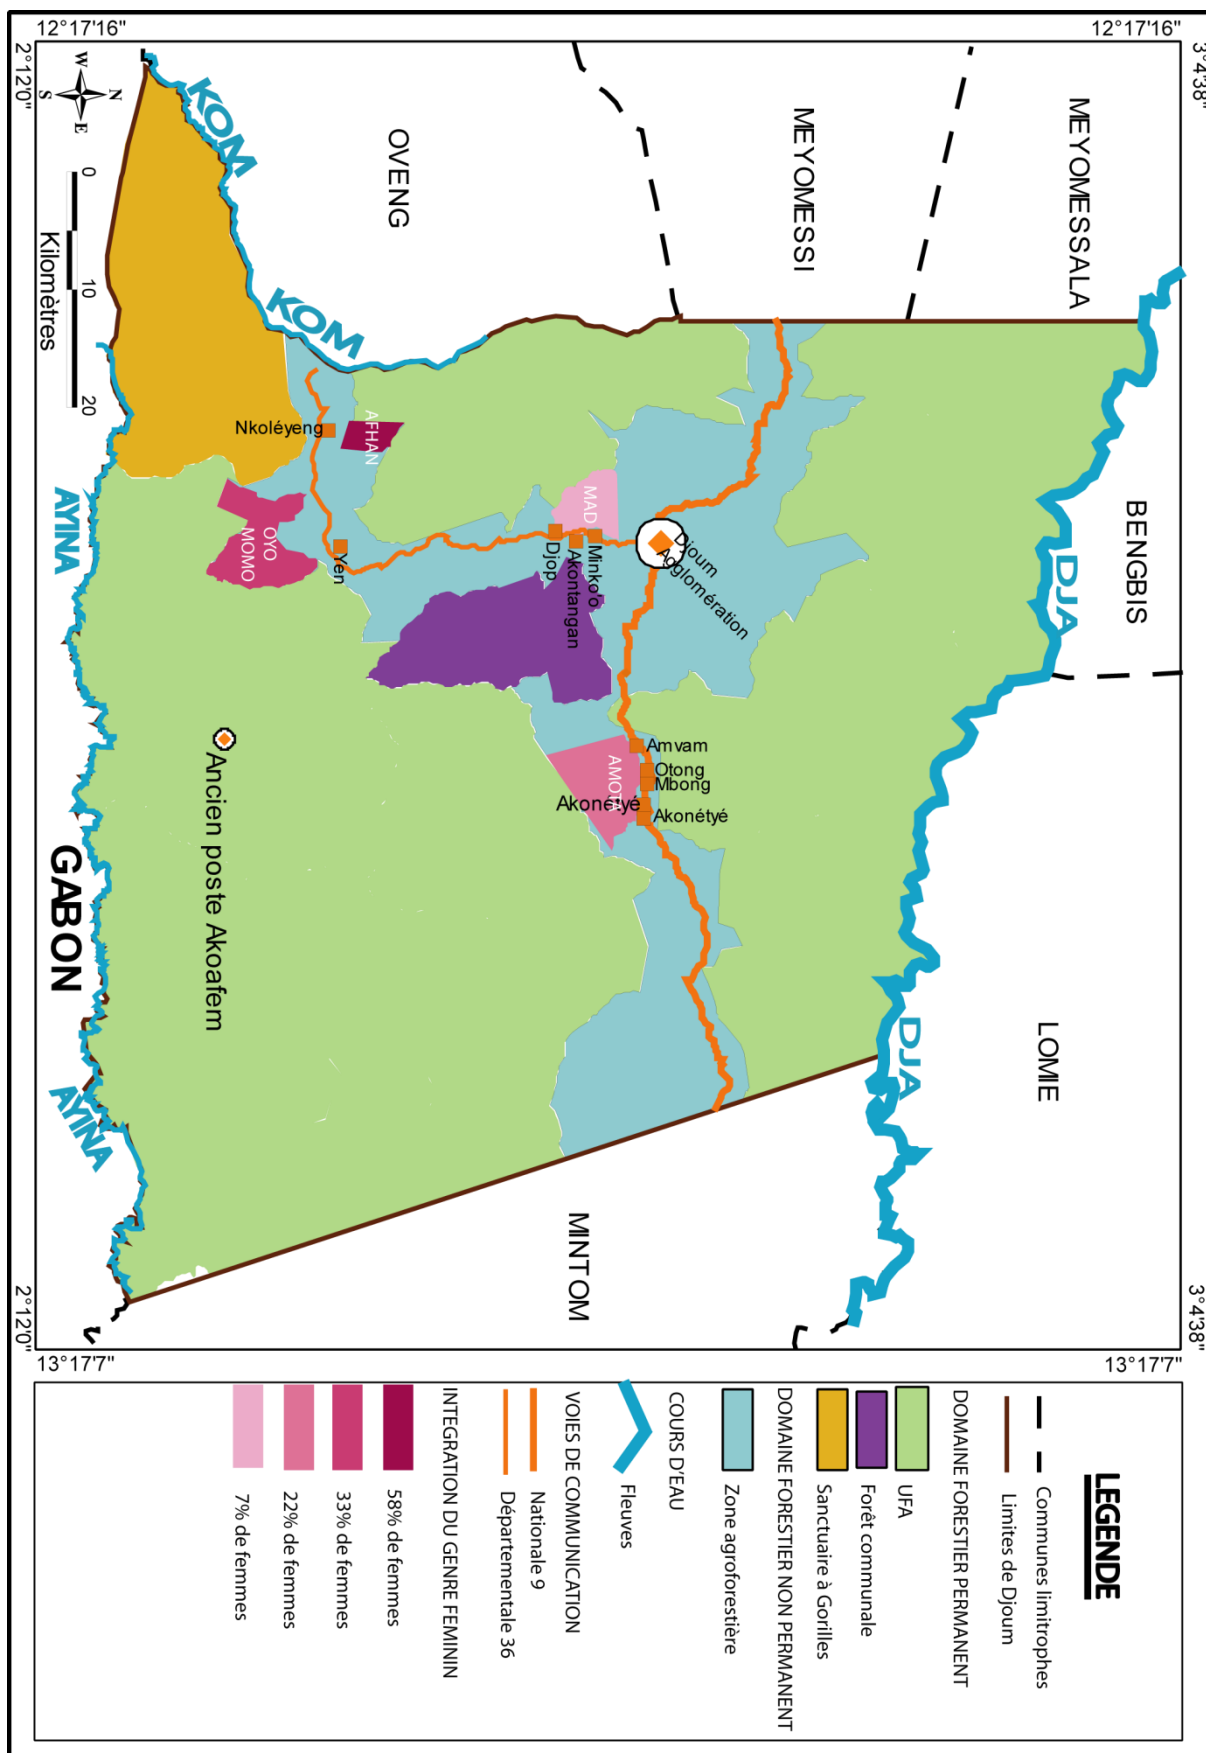 12°17'16"
12°17'16"
2°12'0"
3°4'38"
N
W
E
S
0
10
20
Kilomètres
KOM
KOM
OVENG
MEYOMESSI
MEYOMESSALA
BENGBIS
DJA
DJA
LOMIE
MINTOM
GABON
AYINA
AYINA
Nkoléyeng
AFHAN
OYO
MOMO
Yen
MAD
Djop
Akontangan
Minko'o
Djoum
Agglomération
Amvam
Otong
Mbong
AMOTA
Akonétyé
Akonétyé
Ancien poste Akoafem
2°12'0"
3°4'38"
13°17'7"
13°17'7"
LEGENDE
Communes limitrophes
Limites de Djoum
DOMAINE FORESTIER PERMANENT
UFA
Forêt communale
Sanctuaire à Gorilles
DOMAINE FORESTIER NON PERMANENT
Zone agroforestière
COURS D'EAU
Fleuves
VOIES DE COMMUNICATION
Nationale 9
Départementale 36
INTEGRATION DU GENRE FEMININ
58% de femmes
33% de femmes
22% de femmes
7% de femmes